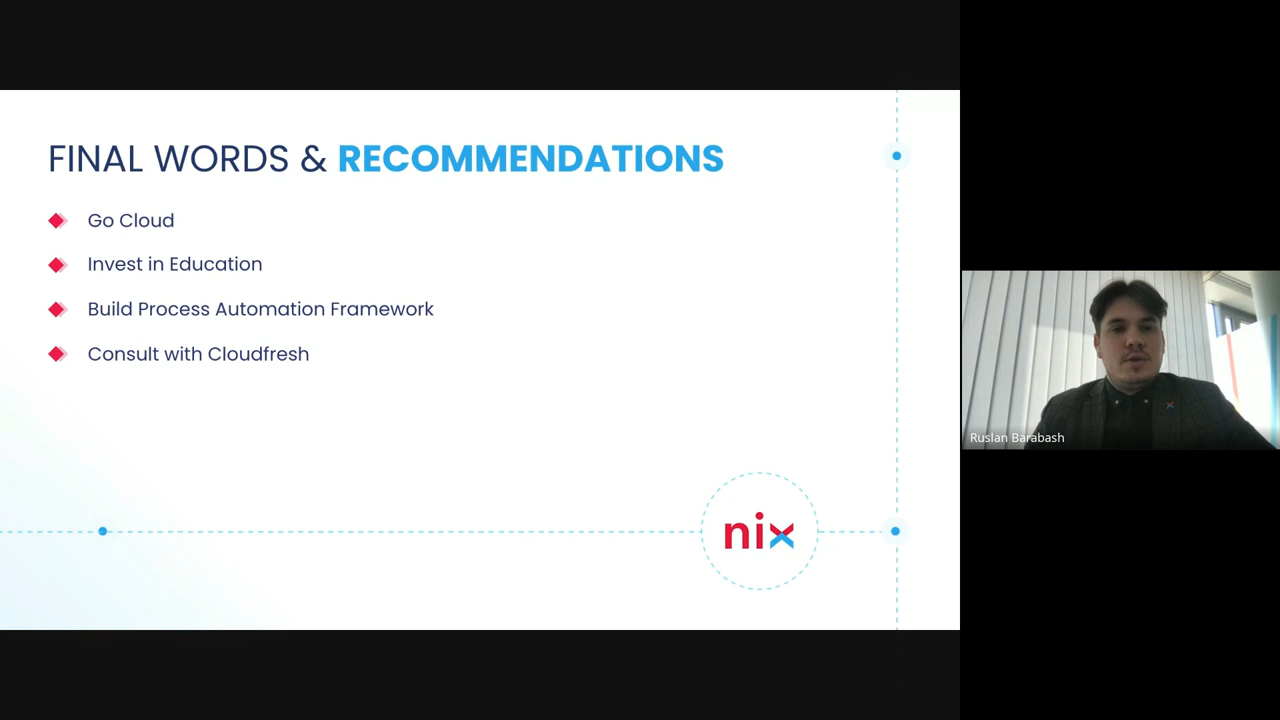 FINAL WORDS & RECOMMENDATIONS
Go Cloud
Invest in Education
Build Process Automation Framework
Consult with Cloudfresh
nix
Ruslan Barabash